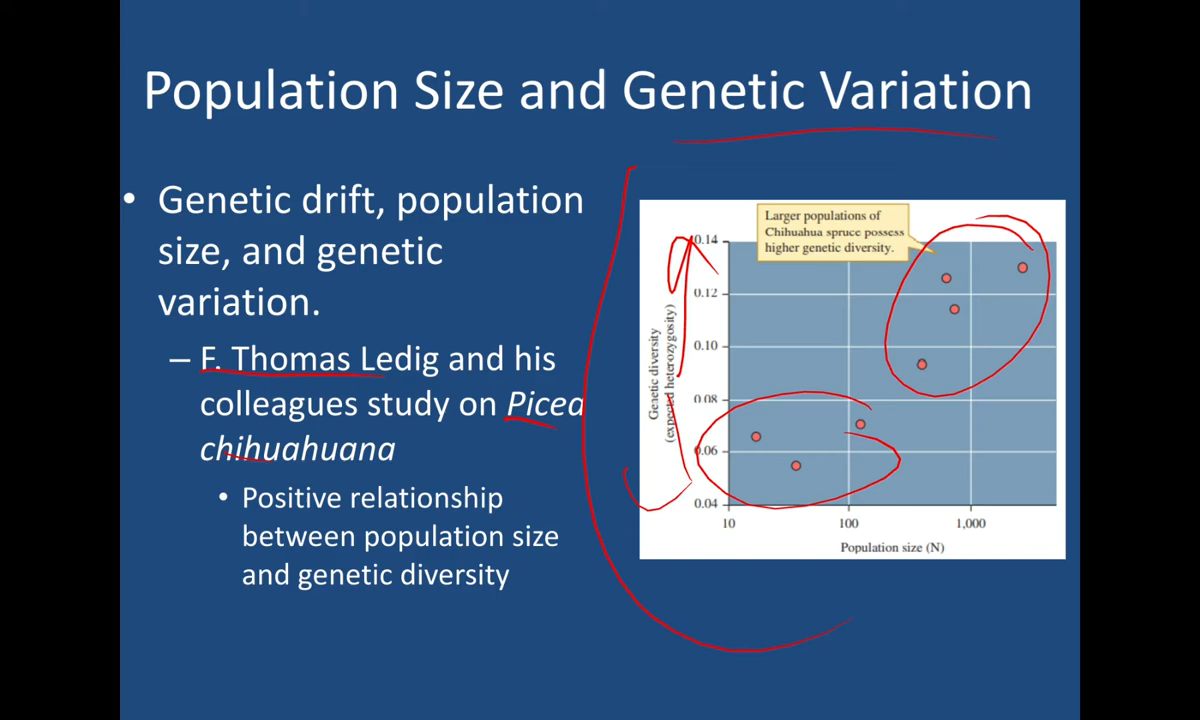 Population Size and Genetic Variation
• Genetic drift, population
size, and genetic
variation.
– F. Thomas Ledig and his
colleagues study on Picea
chihuahuana
• Positive relationship
between population size
and genetic diversity
Larger populations of
Chihuahua spruce possess
higher genetic diversity.
Genetic diversity
(expected heterozygosity)
0.14
0.12
0.10
0.08
0.06
0.04
10 100 1,000
Population size (N)